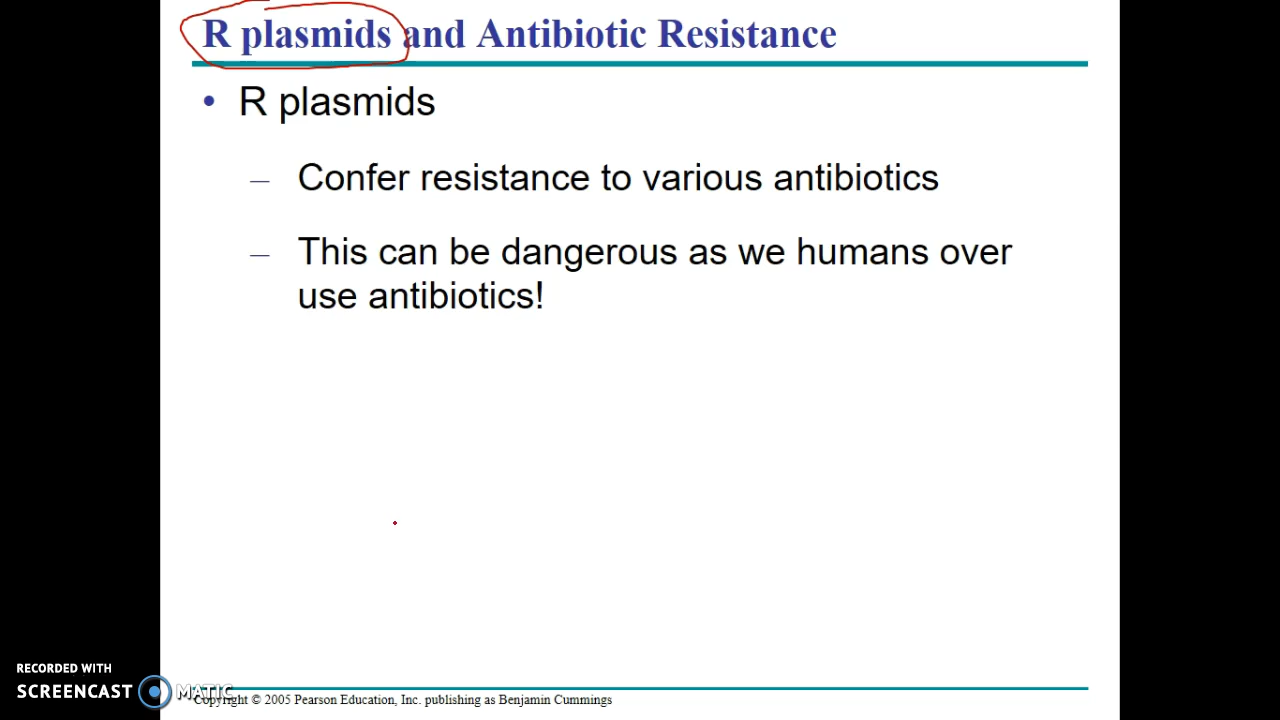 R plasmids and Antibiotic Resistance
• R plasmids
– Confer resistance to various antibiotics
– This can be dangerous as we humans over
use antibiotics!
RECORDED WITH
SCREENCAST MATIC
Copyright © 2005 Pearson Education, Inc. publishing as Benjamin Cummings